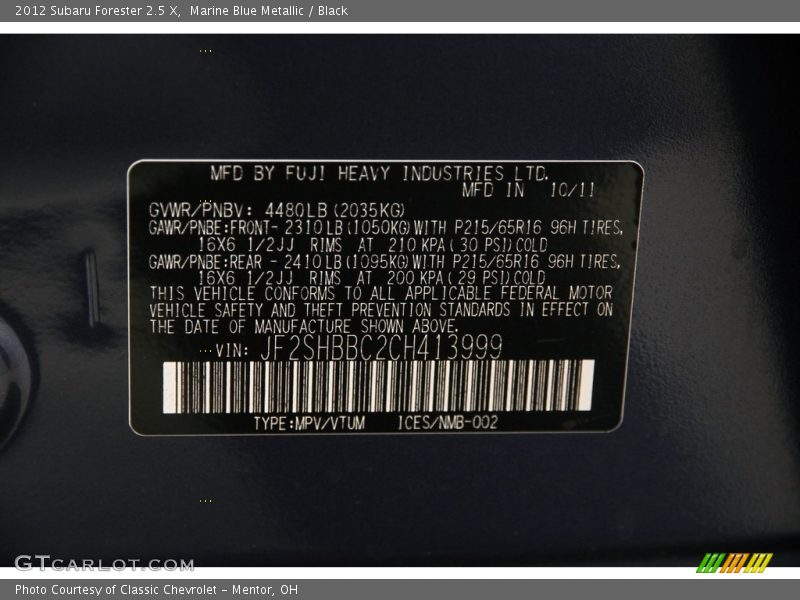 2012 Subaru Forester 2.5 X, Marine Blue Metallic / Black
MFD BY FUJI HEAVY INDUSTRIES LTD.
MFD IN 10/11
GVWR/PNBV: 4480LB (2035KG)
GAWR/PNBE:FRONT- 2310LB (1050KG) WITH P215/65R16 96H TIRES,
16X6 1/2JJ RIMS AT 210 KPA ( 30 PSI) COLD
GAWR/PNBE:REAR - 2410LB (1095KG) WITH P215/65R16 96H TIRES,
16X6 1/2JJ RIMS AT 200 KPA ( 29 PSI) COLD
THIS VEHICLE CONFORMS TO ALL APPLICABLE FEDERAL MOTOR
VEHICLE SAFETY AND THEFT PREVENTION STANDARDS IN EFFECT ON
THE DATE OF MANUFACTURE SHOWN ABOVE.
VIN: JF2SHBBC2CH413999
TYPE:MPV/VTUM ICES/NMB-002
GTCARLOT.COM
Photo Courtesy of Classic Chevrolet - Mentor, OH